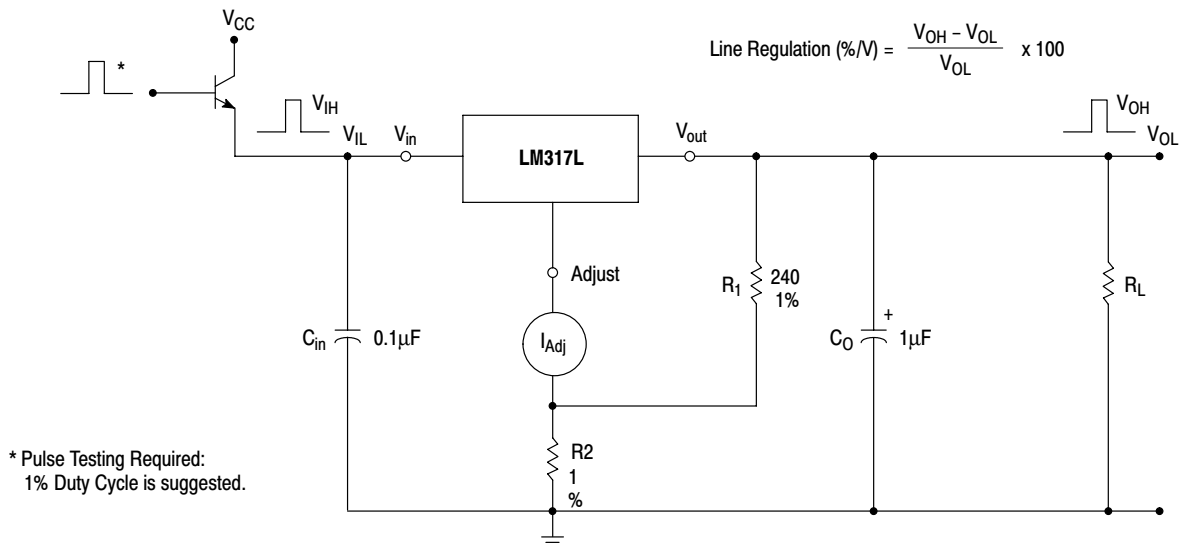 V_CC
Line Regulation (%/V) = (V_OH – V_OL) / V_OL x 100
*
V_IH
V_IL
V_in
LM317L
V_out
V_OH
V_OL
Adjust
R_1
240
1%
R_L
C_in
0.1μF
I_Adj
C_O
+
1μF
R2
1
%
* Pulse Testing Required:
1% Duty Cycle is suggested.